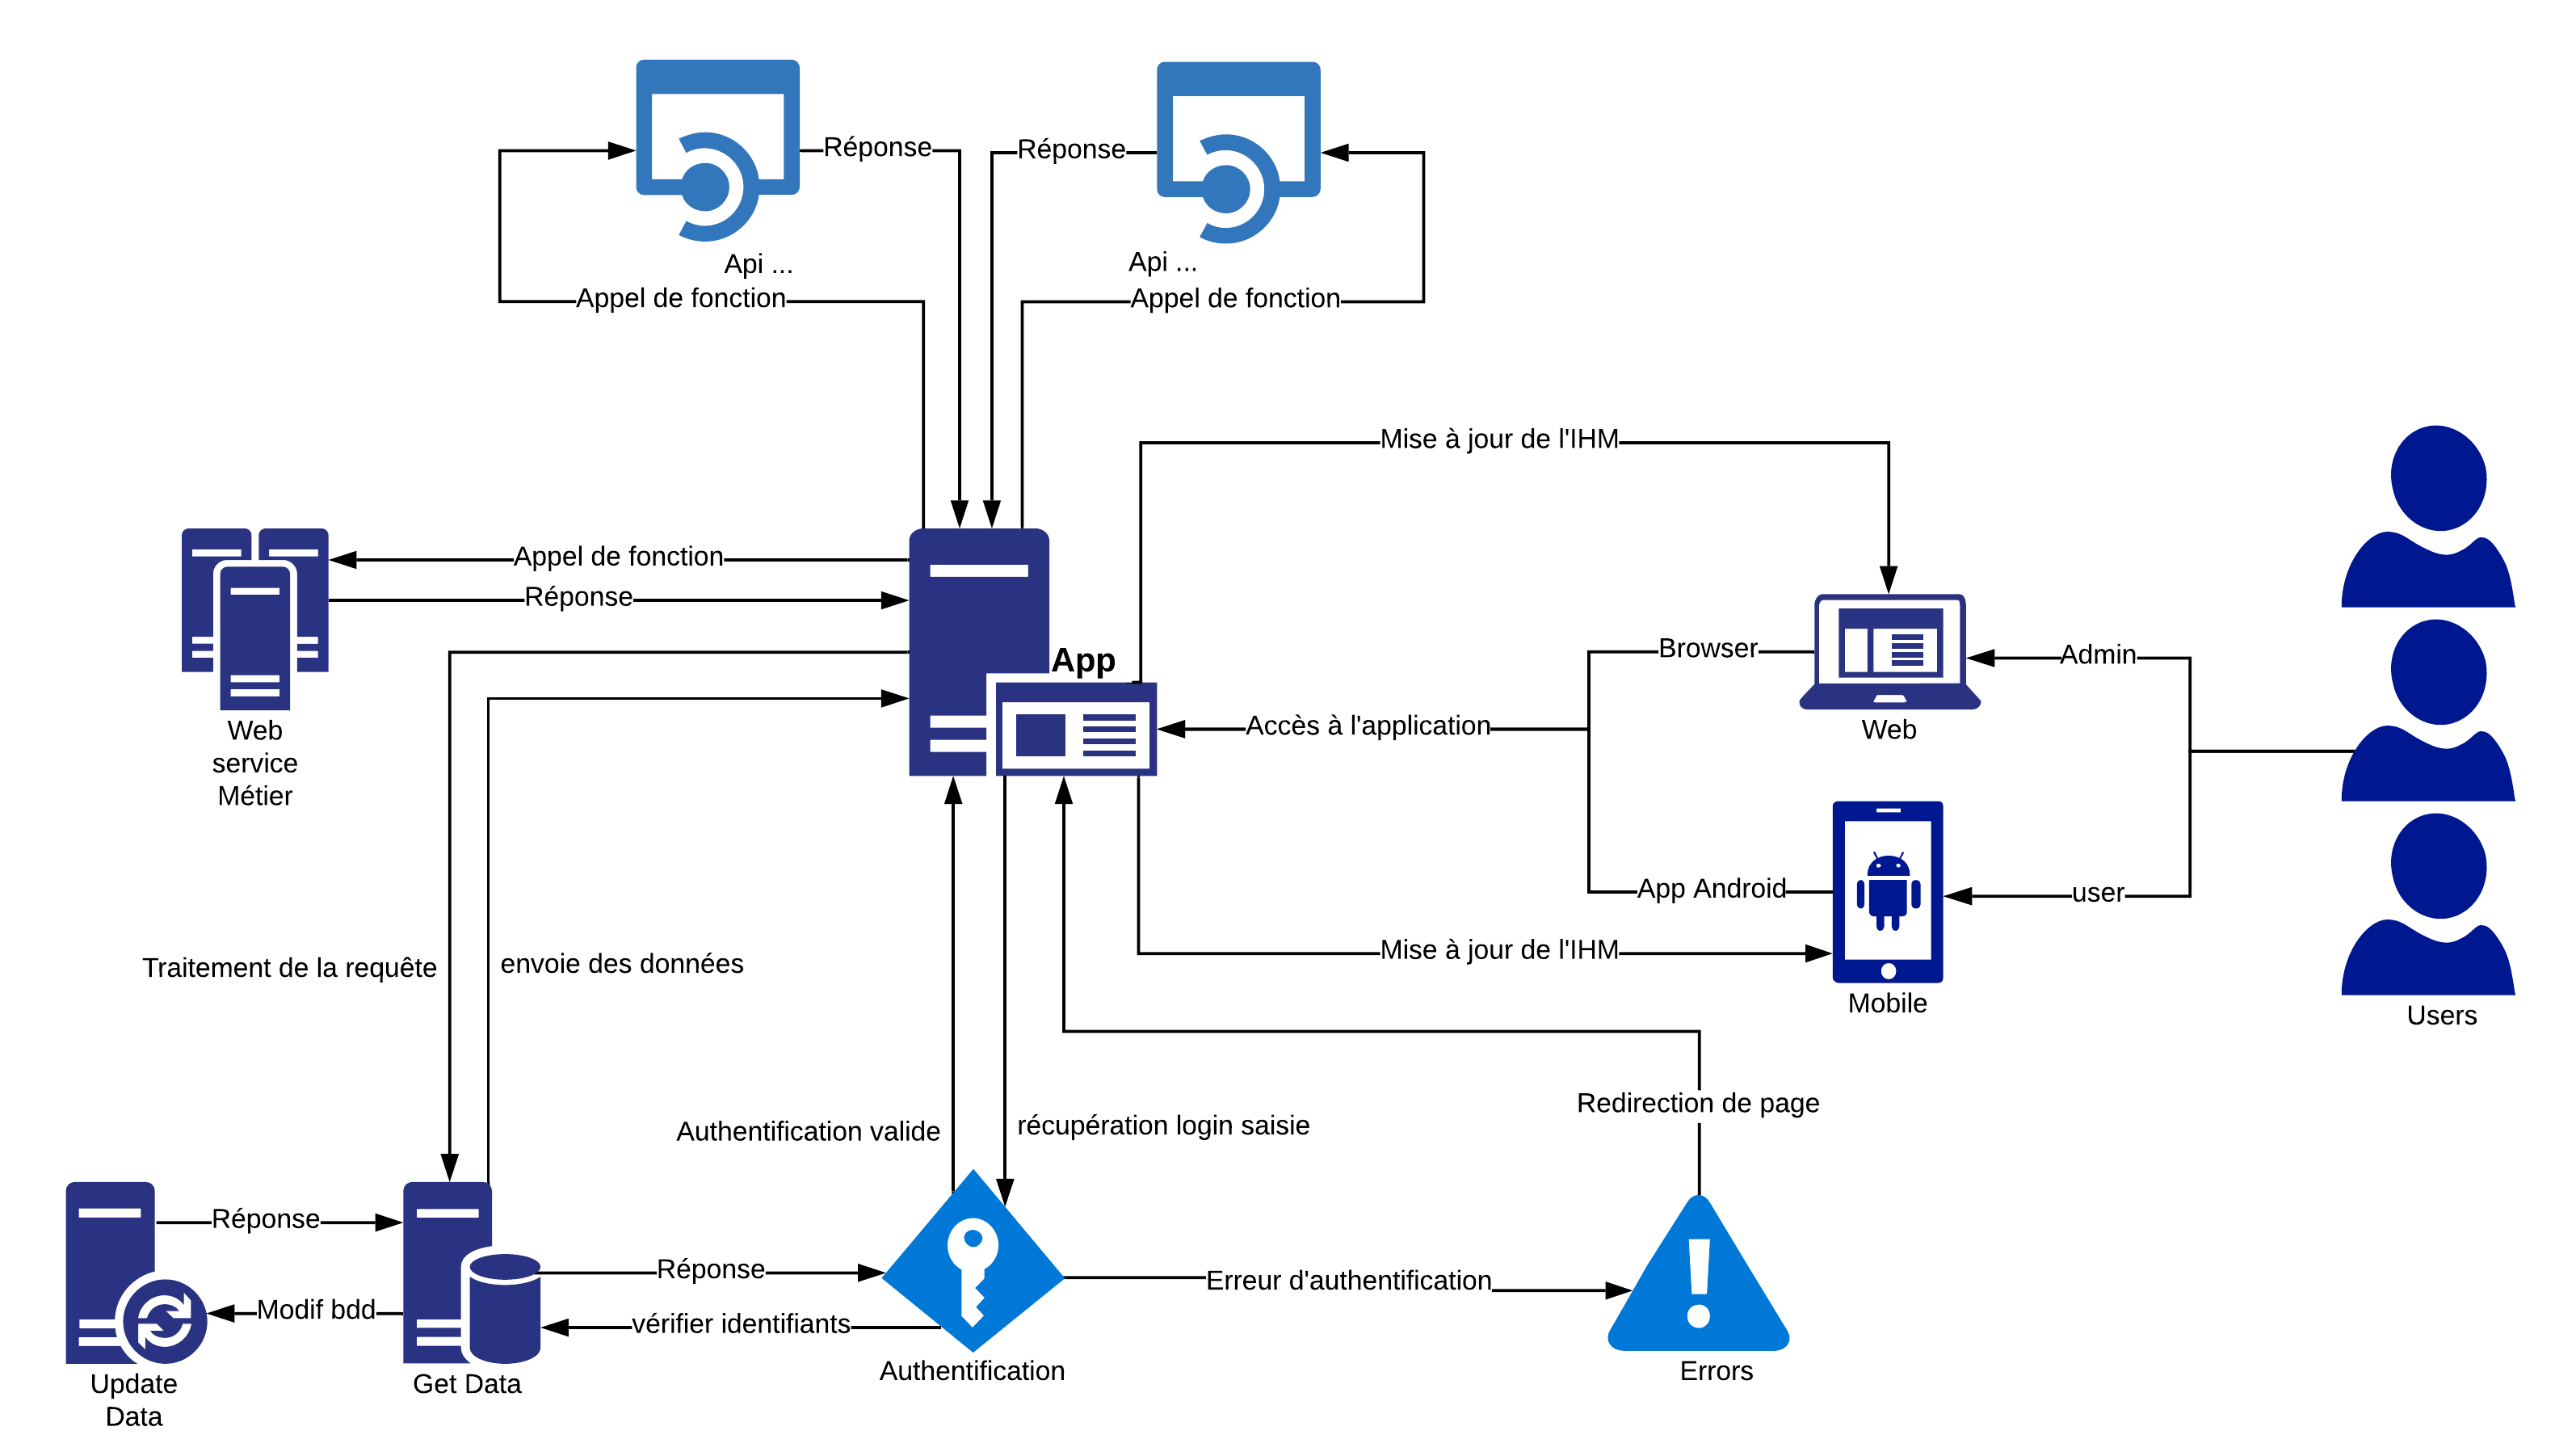 Réponse
Réponse
Api ...
Api ...
Appel de fonction
Appel de fonction
Mise à jour de l'IHM
Appel de fonction
Réponse
App
Browser
Admin
Accès à l'application
Web
Web
service
Métier
App Android
user
Mise à jour de l'IHM
Mobile
Users
Traitement de la requête
envoie des données
Redirection de page
Authentification valide
récupération login saisie
Réponse
Réponse
Erreur d'authentification
Modif bdd
vérifier identifiants
Authentification
Errors
Update
Data
Get Data